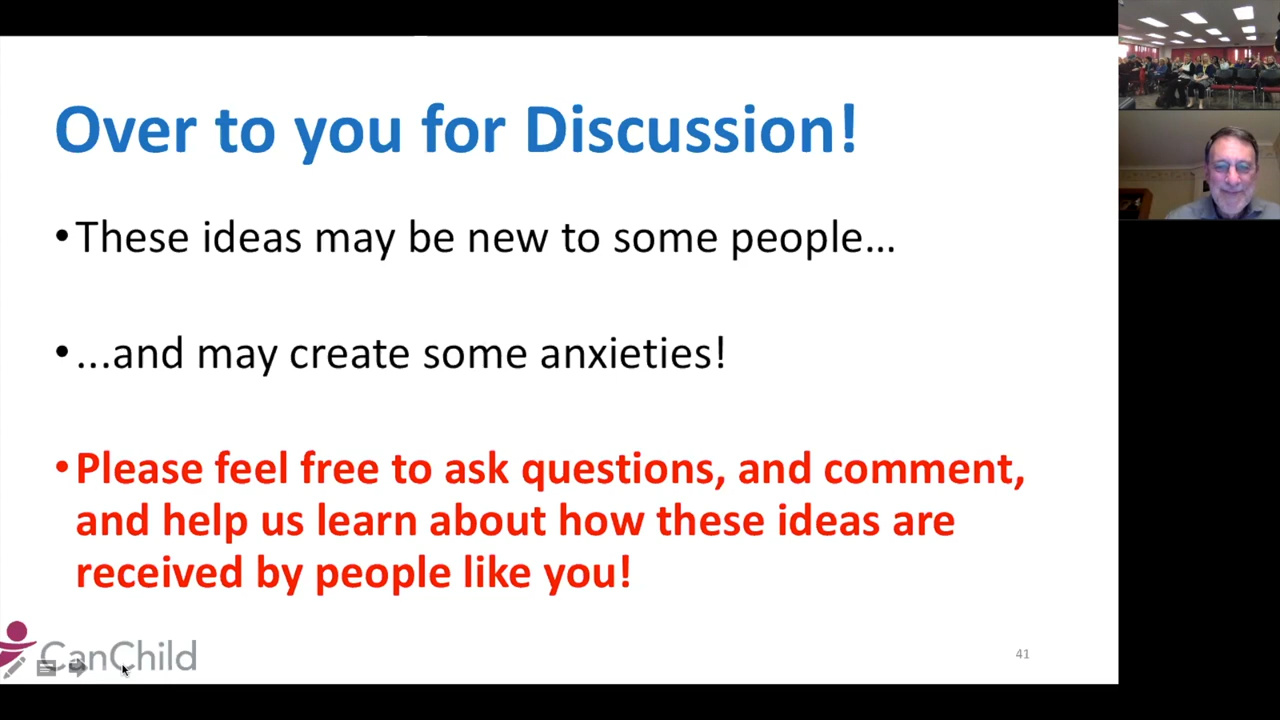 Over to you for Discussion!
•These ideas may be new to some people…
•...and may create some anxieties!
•Please feel free to ask questions, and comment,
and help us learn about how these ideas are
received by people like you!
CanChild
41